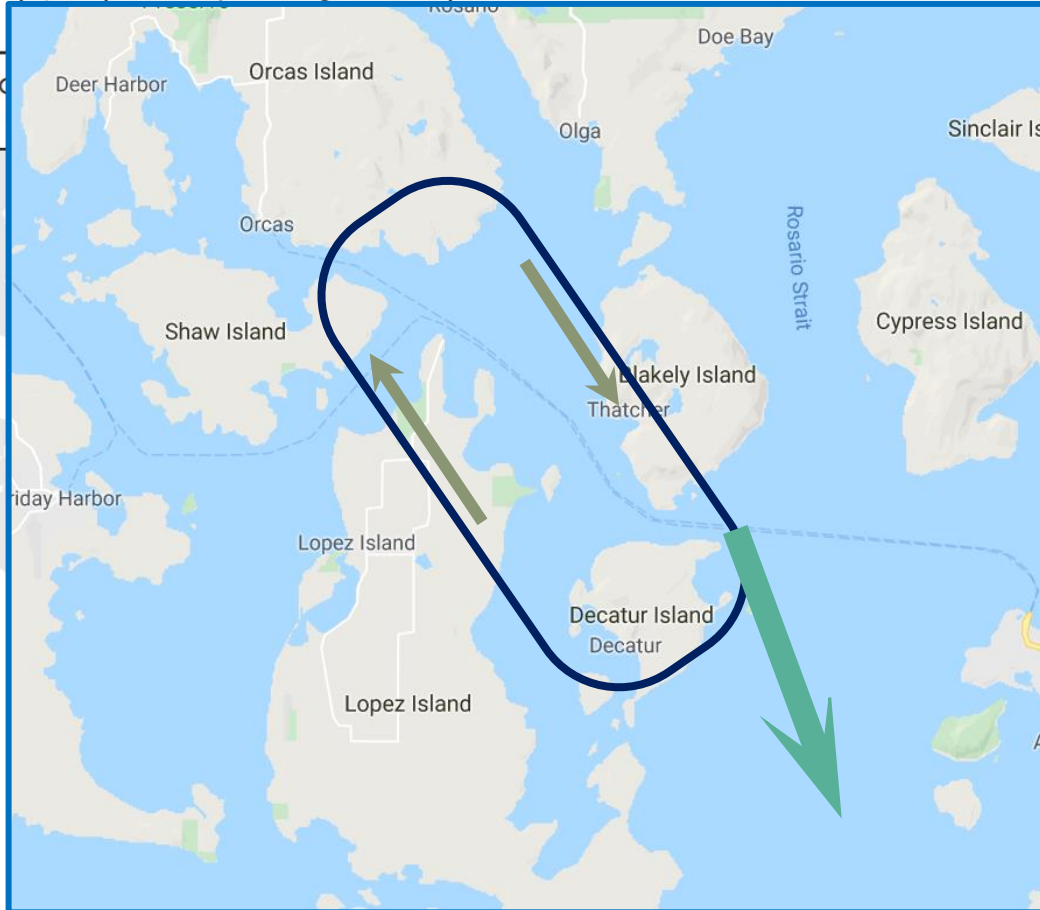 Rosario
Doe Bay
Orcas Island
Deer Harbor
Sinclair Is
Olga
Orcas
Rosario Strait
Shaw Island
Cypress Island
Blakely Island
Thatcher
riday Harbor
Lopez Island
Decatur Island
Decatur
Lopez Island